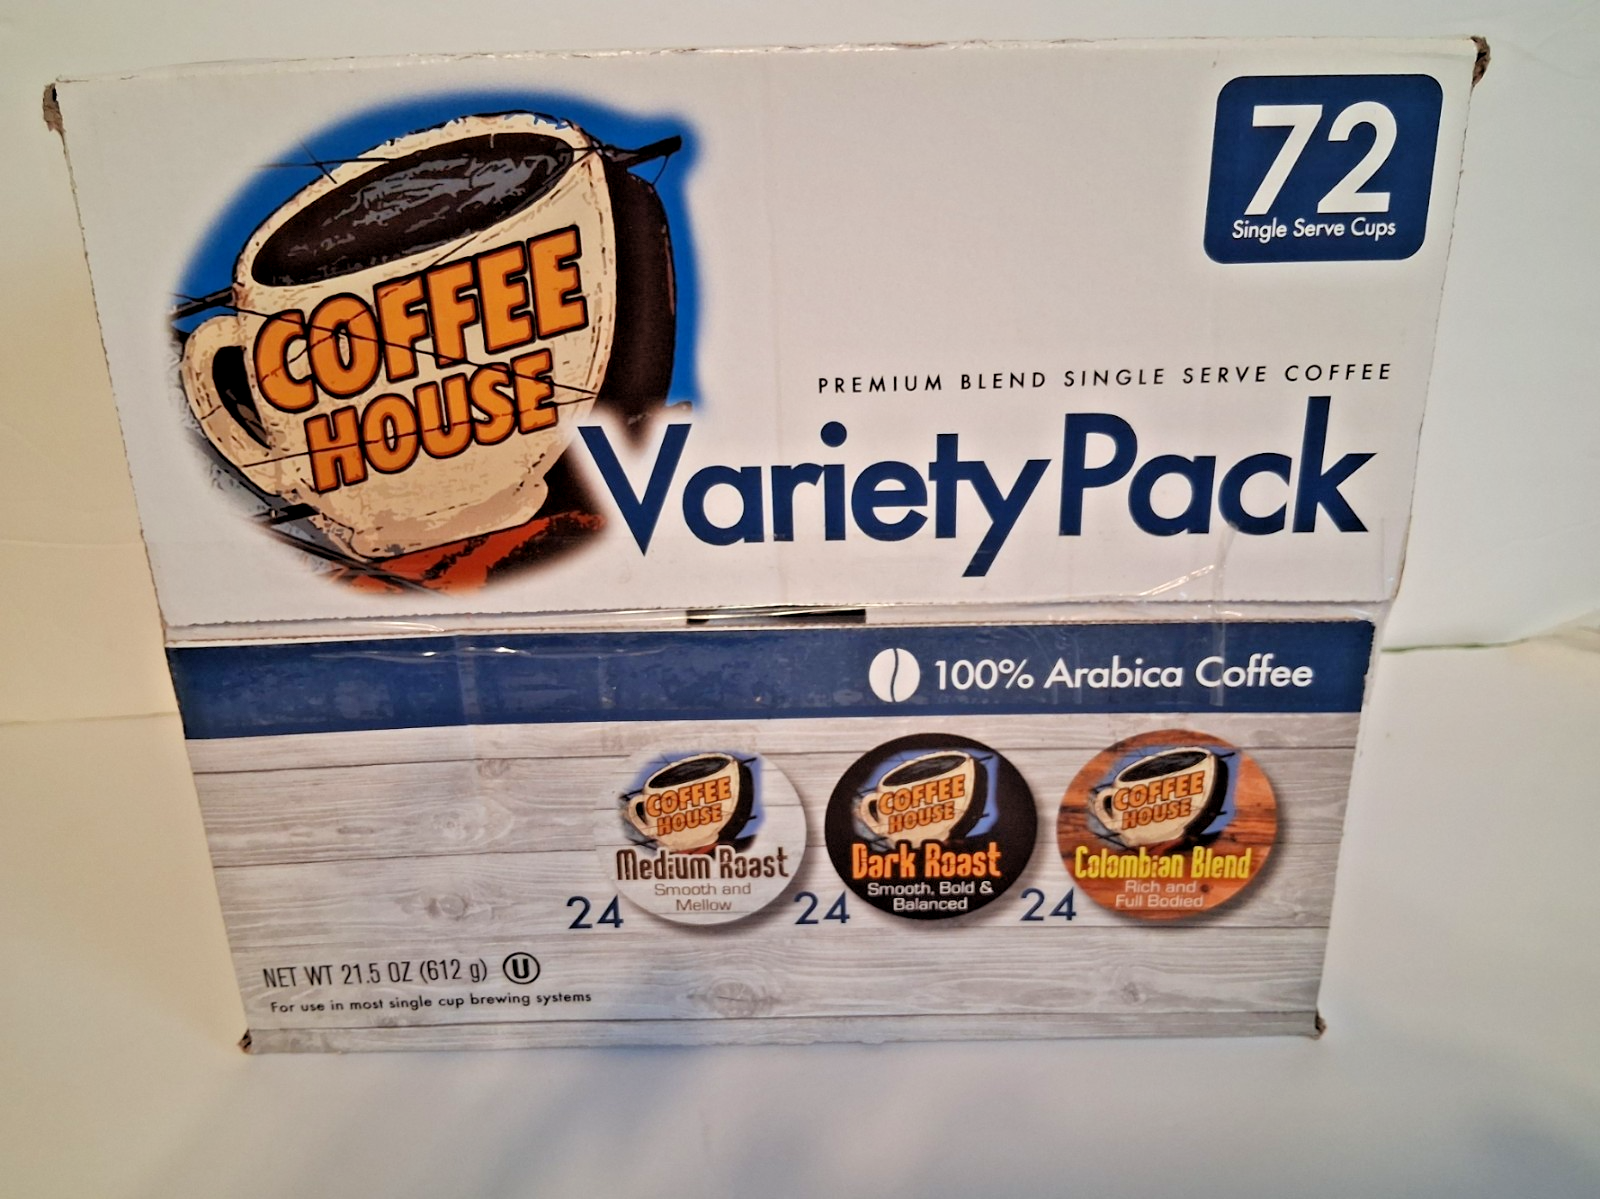 COFFEE
HOUSE
72
Single Serve Cups
PREMIUM BLEND SINGLE SERVE COFFEE
Variety Pack
100% Arabica Coffee
24
COFFEE
HOUSE
Medium Roast
Smooth and
Mellow
24
COFFEE
HOUSE
Dark Roast
Smooth, Bold &
Balanced
24
COFFEE
HOUSE
Colombian Blend
Rich and
Full Bodied
NET WT 21.5 OZ (612 g) U
For use in most single cup brewing systems